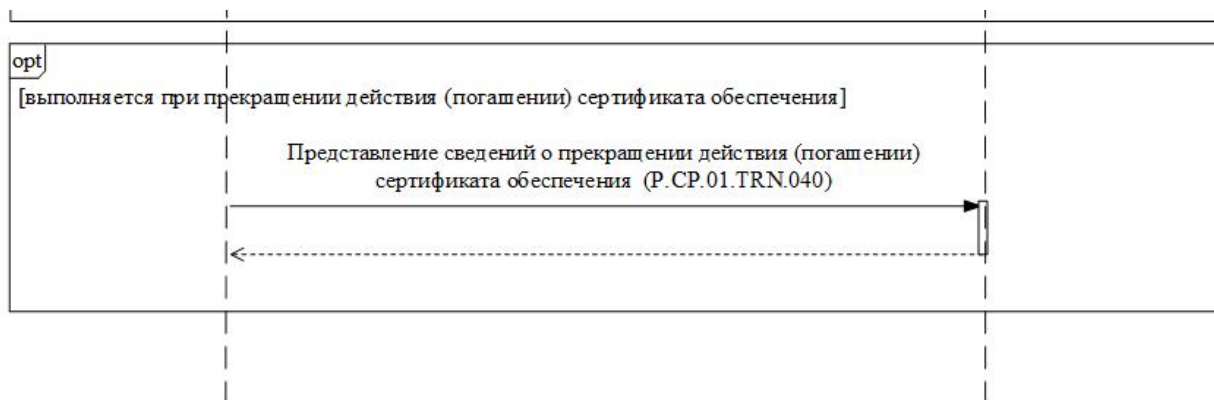 opt
[выполняется при прекращении действия (погашении) сертификата обеспечения]
Представление сведений о прекращении действия (погашении)
сертификата обеспечения (P.CP.01.TRN.040)